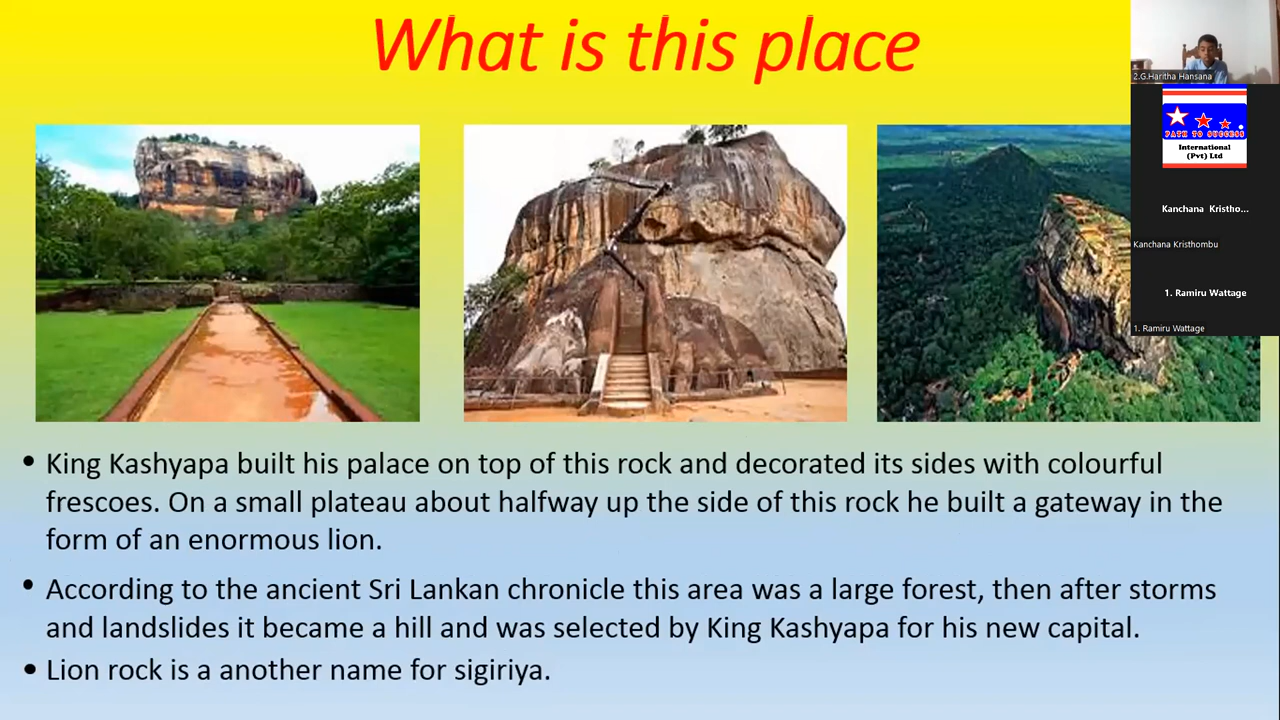 What is this place
2.G.Haritha Hansana
PATH TO SUCCESS
International
(Pvt) Ltd
Kanchana Kristho...
Kanchana Kristhombu
1. Ramiru Wattage
1. Ramiru Wattage
• King Kashyapa built his palace on top of this rock and decorated its sides with colourful
frescoes. On a small plateau about halfway up the side of this rock he built a gateway in the
form of an enormous lion.
• According to the ancient Sri Lankan chronicle this area was a large forest, then after storms
and landslides it became a hill and was selected by King Kashyapa for his new capital.
• Lion rock is a another name for sigiriya.